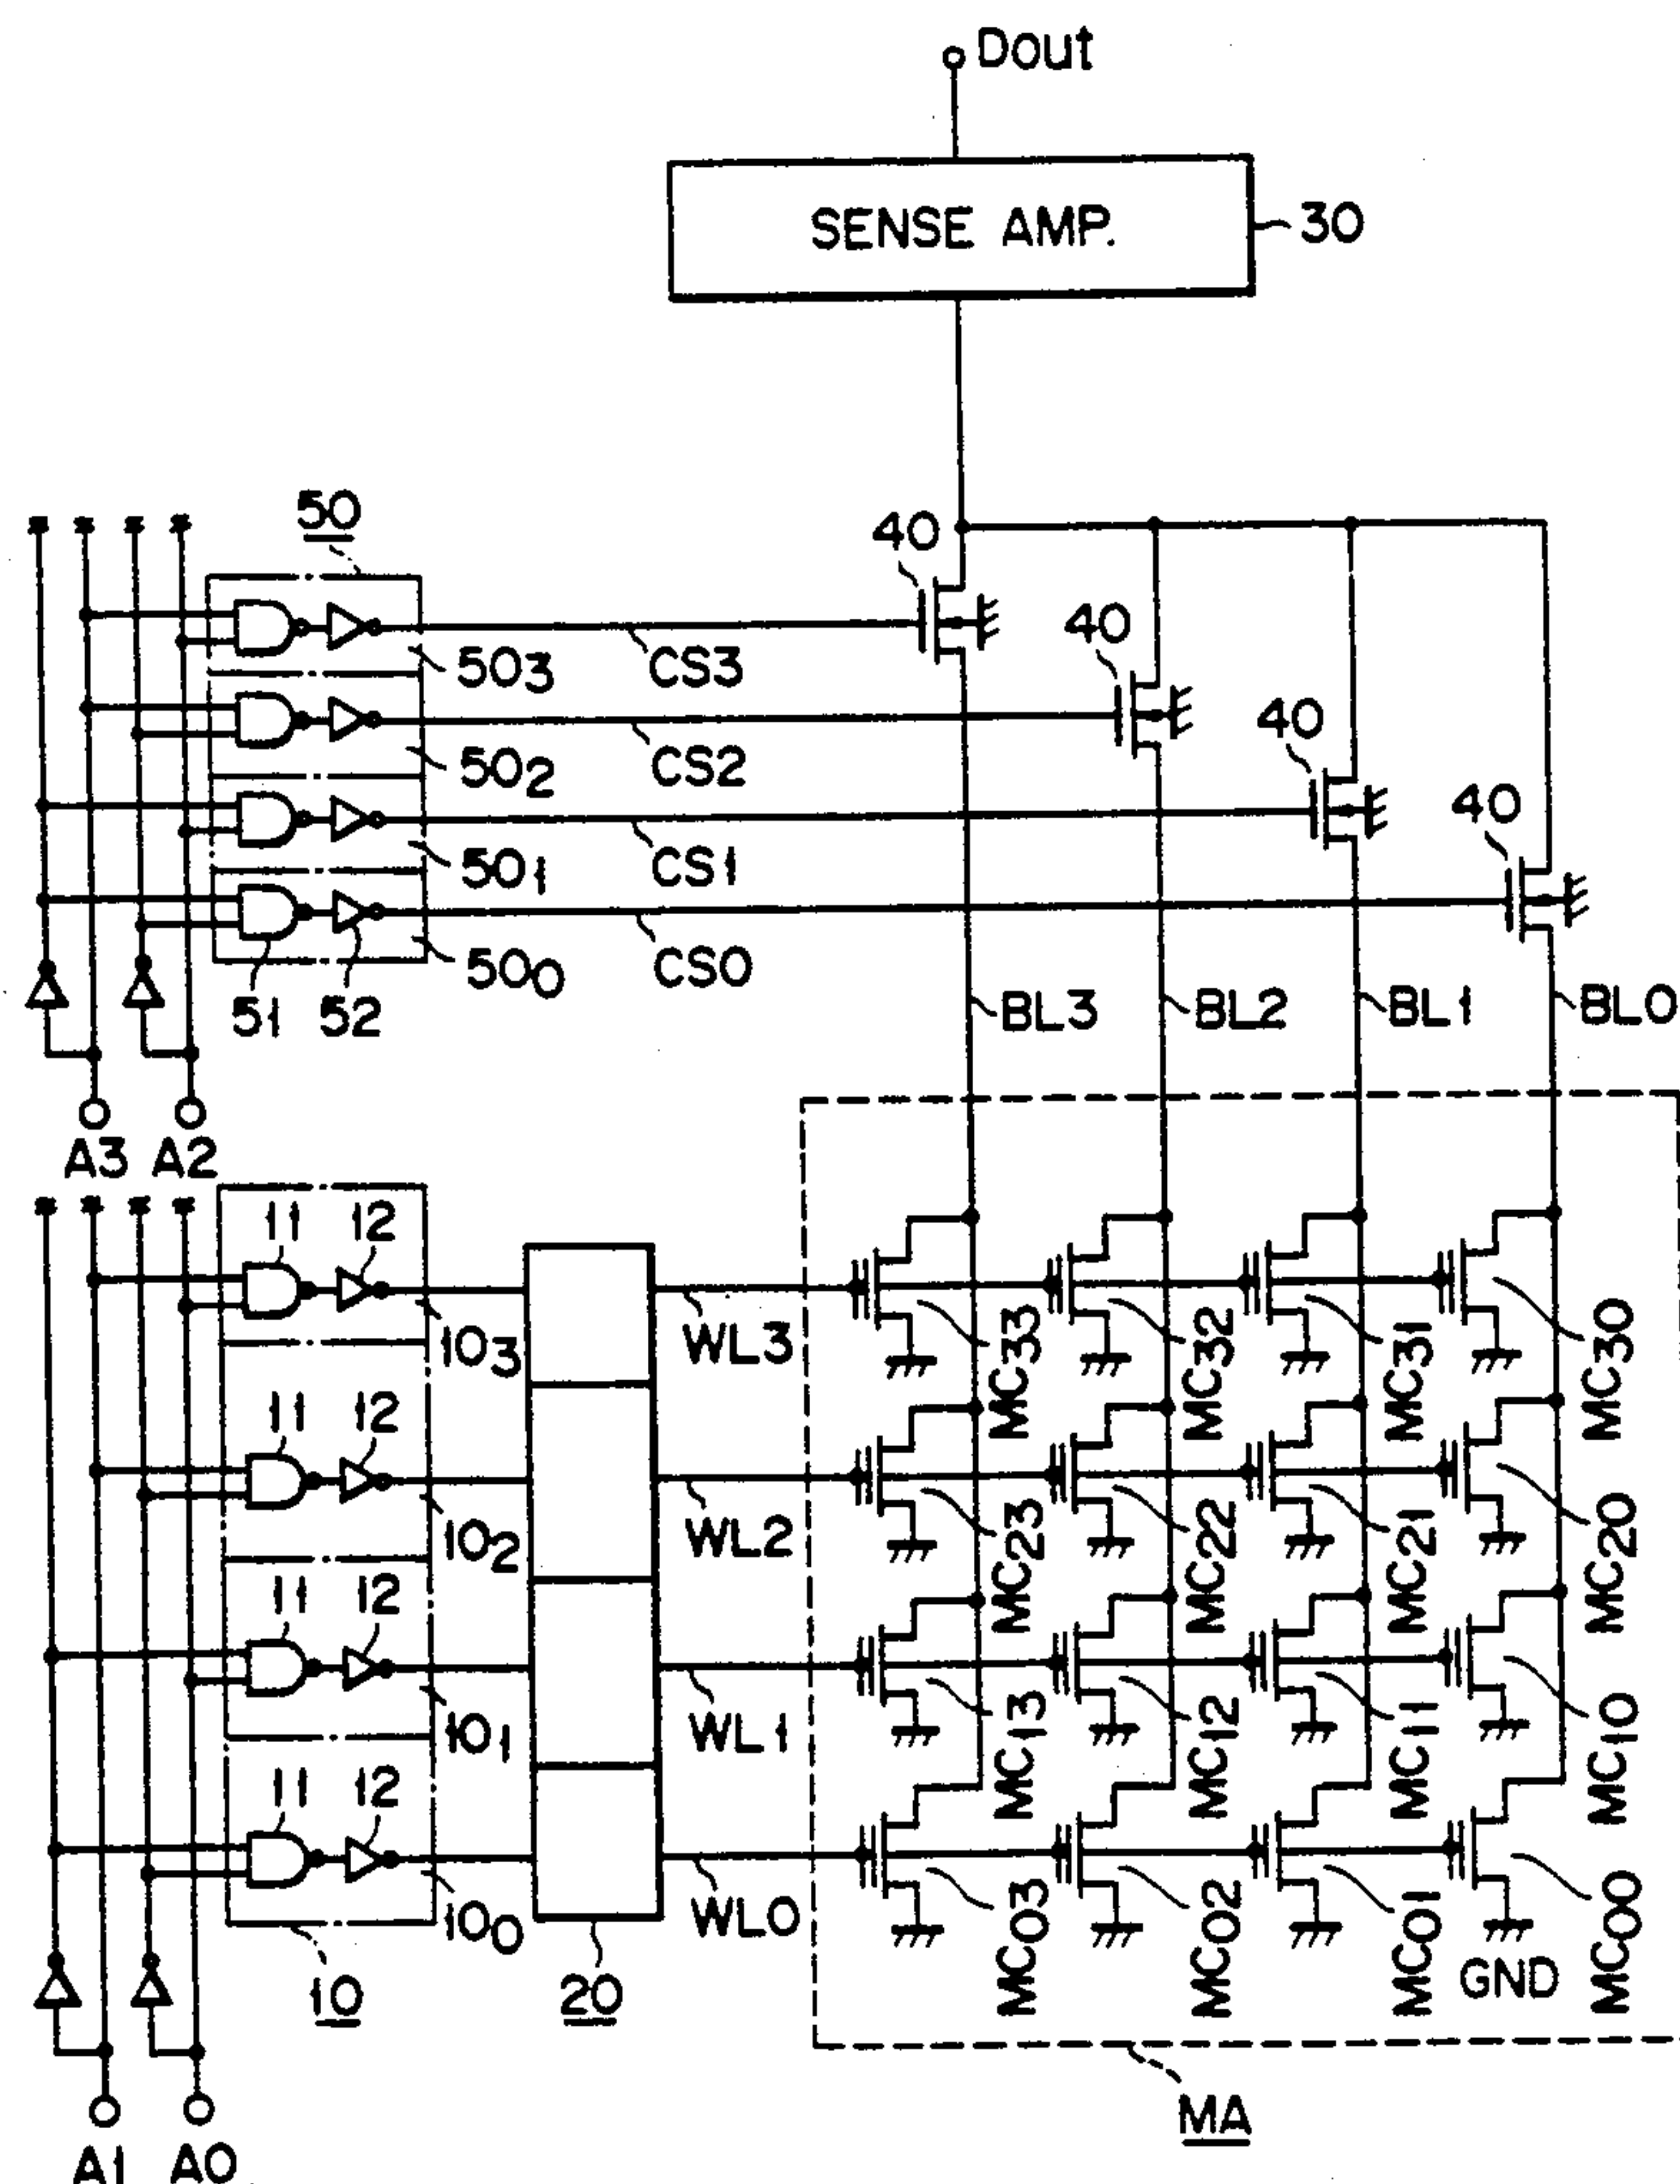 Dout
SENSE AMP.
30
50
40
40
40
40
503
CS3
502
CS2
501
CS1
500
CS0
51
52
BL3
BL2
BL1
BL0
A3
A2
11
12
103
WL3
MC33
MC32
MC31
MC30
11
12
102
WL2
MC23
MC22
MC21
MC20
11
12
101
WL1
MC13
MC12
MC11
MC10
11
12
100
WL0
MC03
MC02
MC01
MC00
GND
10
20
MA
A1
A0